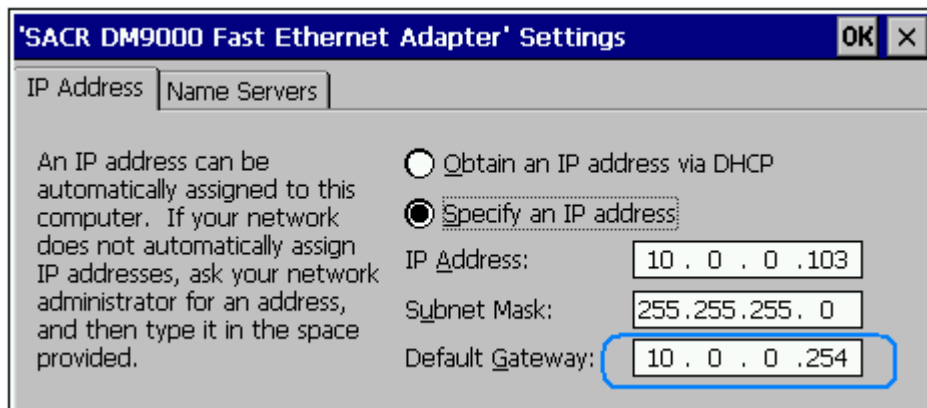 'SACR DM9000 Fast Ethernet Adapter' Settings OK ×
IP Address Name Servers
An IP address can be
automatically assigned to this
computer. If your network
does not automatically assign
IP addresses, ask your network
administrator for an address,
and then type it in the space
provided.
Obtain an IP address via DHCP
Specify an IP address
IP Address: 10 . 0 . 0 .103
Subnet Mask: 255.255.255. 0
Default Gateway: 10 . 0 . 0 .254